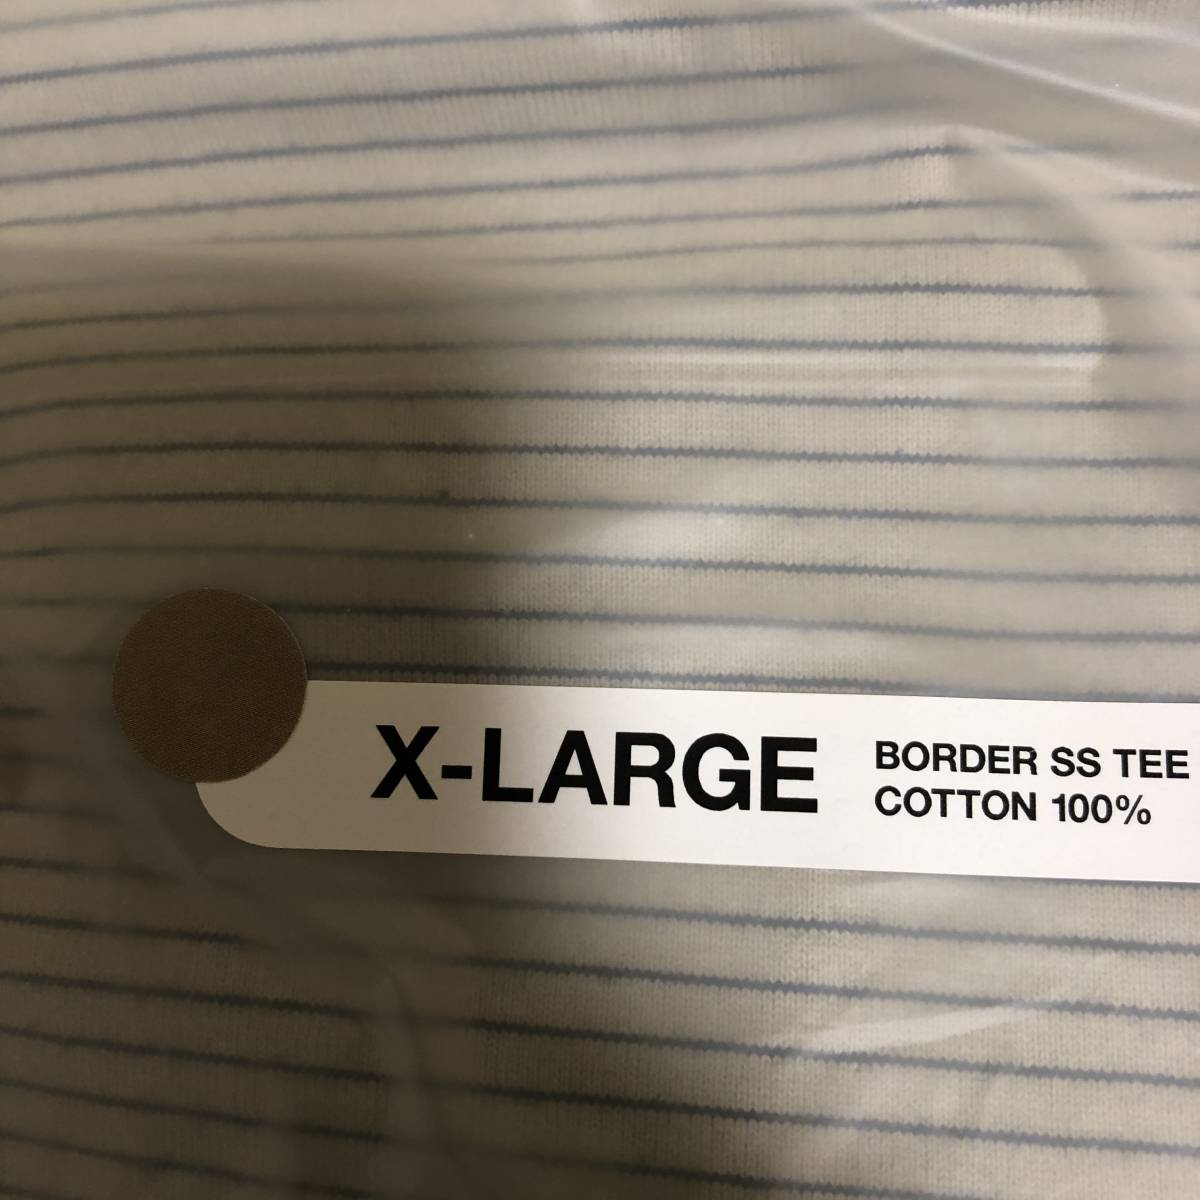 X-LARGE
BORDER SS TEE
COTTON 100%